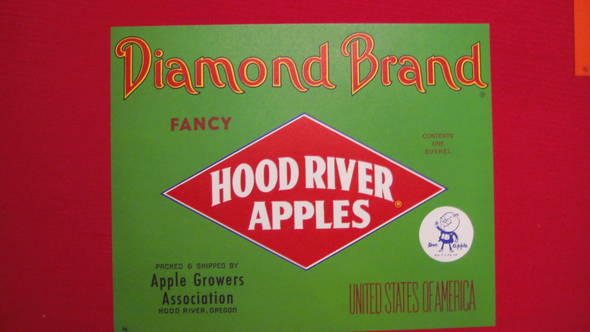 Diamond Brand
FANCY
CONTENTS
ONE
BUSHEL
HOOD RIVER
APPLES
PACKED & SHIPPED BY
Apple Growers
Association
HOOD RIVER, OREGON
UNITED STATES OF AMERICA